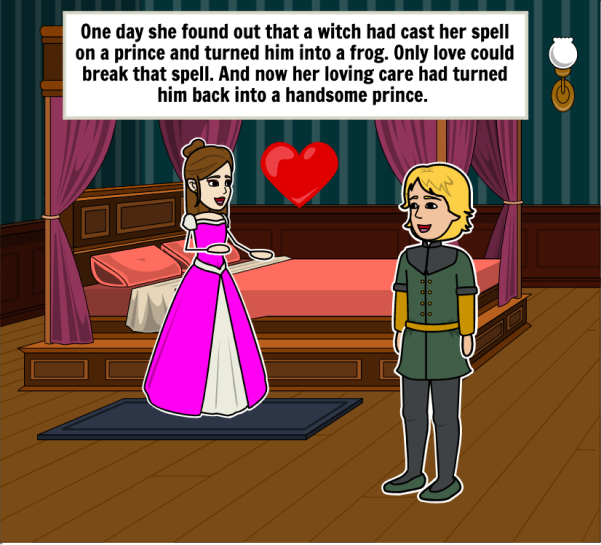 One day she found out that a witch had cast her spell
on a prince and turned him into a frog. Only love could
break that spell. And now her loving care had turned
him back into a handsome prince.